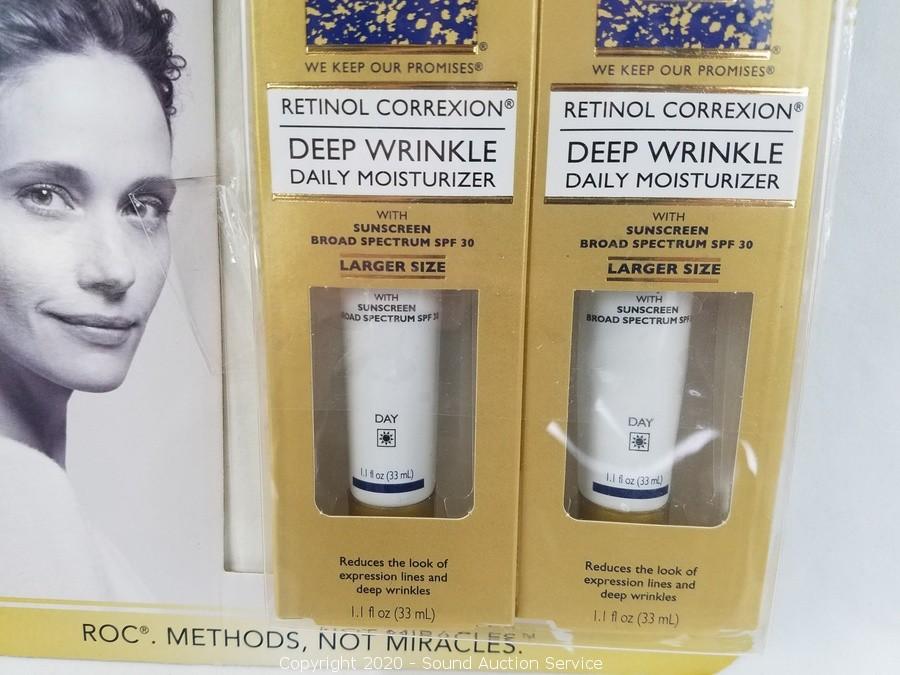 WE KEEP OUR PROMISES®
RETINOL CORREXION®
DEEP WRINKLE
DAILY MOISTURIZER
WITH
SUNSCREEN
BROAD SPECTRUM SPF 30
LARGER SIZE
WITH
SUNSCREEN
BROAD SPECTRUM SPF 30
DAY
1.1 fl oz (33 mL)
Reduces the look of
expression lines and
deep wrinkles
1.1 fl oz (33 mL)
WE KEEP OUR PROMISES®
RETINOL CORREXION®
DEEP WRINKLE
DAILY MOISTURIZER
WITH
SUNSCREEN
BROAD SPECTRUM SPF 30
LARGER SIZE
WITH
SUNSCREEN
BROAD SPECTRUM SPF
DAY
1.1 fl oz (33 mL)
Reduces the look of
expression lines and
deep wrinkles
1.1 fl oz (33 mL)
ROC®. METHODS, NOT MIRACLES.™
Copyright 2020 - Sound Auction Service